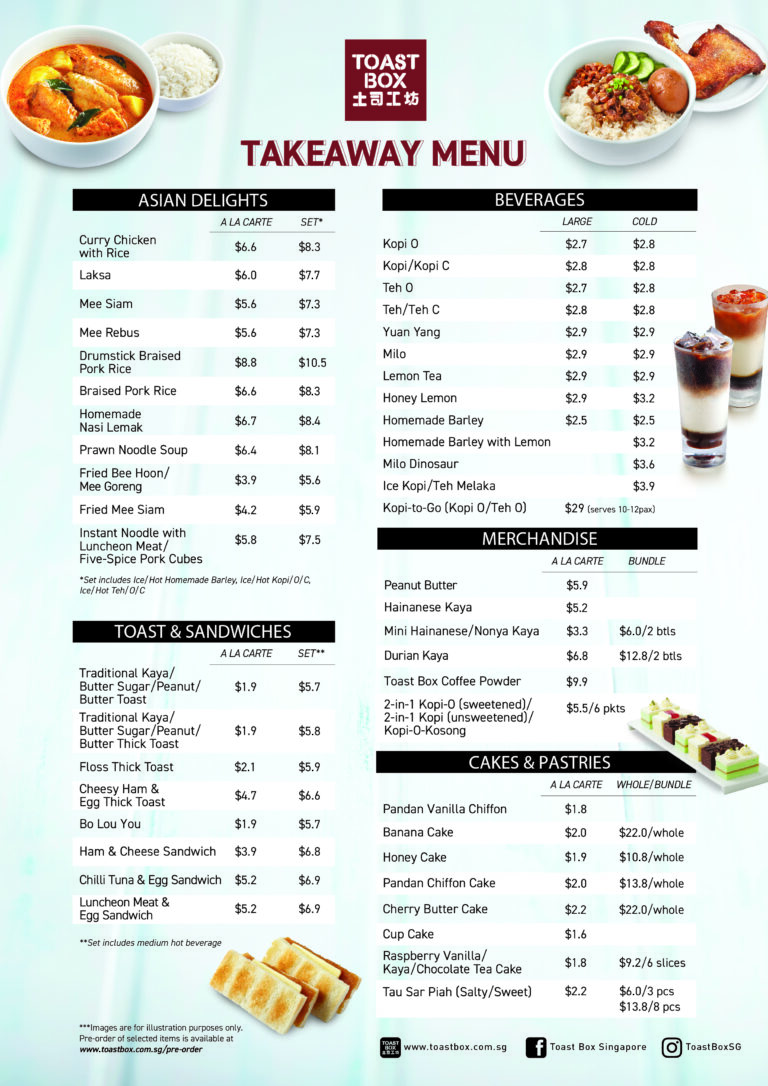 TOAST
BOX
土司工坊
TAKEAWAY MENU
ASIAN DELIGHTS
A LA CARTE SET*
Curry Chicken
with Rice $6.6 $8.3
Laksa $6.0 $7.7
Mee Siam $5.6 $7.3
Mee Rebus $5.6 $7.3
Drumstick Braised
Pork Rice $8.8 $10.5
Braised Pork Rice $6.6 $8.3
Homemade
Nasi Lemak $6.7 $8.4
Prawn Noodle Soup $6.4 $8.1
Fried Bee Hoon/
Mee Goreng $3.9 $5.6
Fried Mee Siam $4.2 $5.9
Instant Noodle with
Luncheon Meat/ $5.8 $7.5
Five-Spice Pork Cubes
*Set includes Ice/Hot Homemade Barley, Ice/Hot Kopi/O/C,
Ice/Hot Teh/O/C
TOAST & SANDWICHES
A LA CARTE SET**
Traditional Kaya/
Butter Sugar/Peanut/ $1.9 $5.7
Butter Toast
Traditional Kaya/
Butter Sugar/Peanut/ $1.9 $5.8
Butter Thick Toast
Floss Thick Toast $2.1 $5.9
Cheesy Ham &
Egg Thick Toast $4.7 $6.6
Bo Lou You $1.9 $5.7
Ham & Cheese Sandwich $3.9 $6.8
Chilli Tuna & Egg Sandwich $5.2 $6.9
Luncheon Meat &
Egg Sandwich $5.2 $6.9
**Set includes medium hot beverage
***Images are for illustration purposes only.
Pre-order of selected items is available at
www.toastbox.com.sg/pre-order
BEVERAGES
LARGE COLD
Kopi O $2.7 $2.8
Kopi/Kopi C $2.8 $2.8
Teh O $2.7 $2.8
Teh/Teh C $2.8 $2.8
Yuan Yang $2.9 $2.9
Milo $2.9 $2.9
Lemon Tea $2.9 $2.9
Honey Lemon $2.9 $3.2
Homemade Barley $2.5 $2.5
Homemade Barley with Lemon $3.2
Milo Dinosaur $3.6
Ice Kopi/Teh Melaka $3.9
Kopi-to-Go (Kopi O/Teh O) $29 (serves 10-12pax)
MERCHANDISE
A LA CARTE BUNDLE
Peanut Butter $5.9
Hainanese Kaya $5.2
Mini Hainanese/Nonya Kaya $3.3 $6.0/2 btls
Durian Kaya $6.8 $12.8/2 btls
Toast Box Coffee Powder $9.9
2-in-1 Kopi-O (sweetened)/
2-in-1 Kopi (unsweetened)/ $5.5/6 pkts
Kopi-O-Kosong
CAKES & PASTRIES
A LA CARTE WHOLE/BUNDLE
Pandan Vanilla Chiffon $1.8
Banana Cake $2.0 $22.0/whole
Honey Cake $1.9 $10.8/whole
Pandan Chiffon Cake $2.0 $13.8/whole
Cherry Butter Cake $2.2 $22.0/whole
Cup Cake $1.6
Raspberry Vanilla/
Kaya/Chocolate Tea Cake $1.8 $9.2/6 slices
Tau Sar Piah (Salty/Sweet) $2.2 $6.0/3 pcs
$13.8/8 pcs
TOAST
BOX
土司工坊
www.toastbox.com.sg
Toast Box Singapore
ToastBoxSG